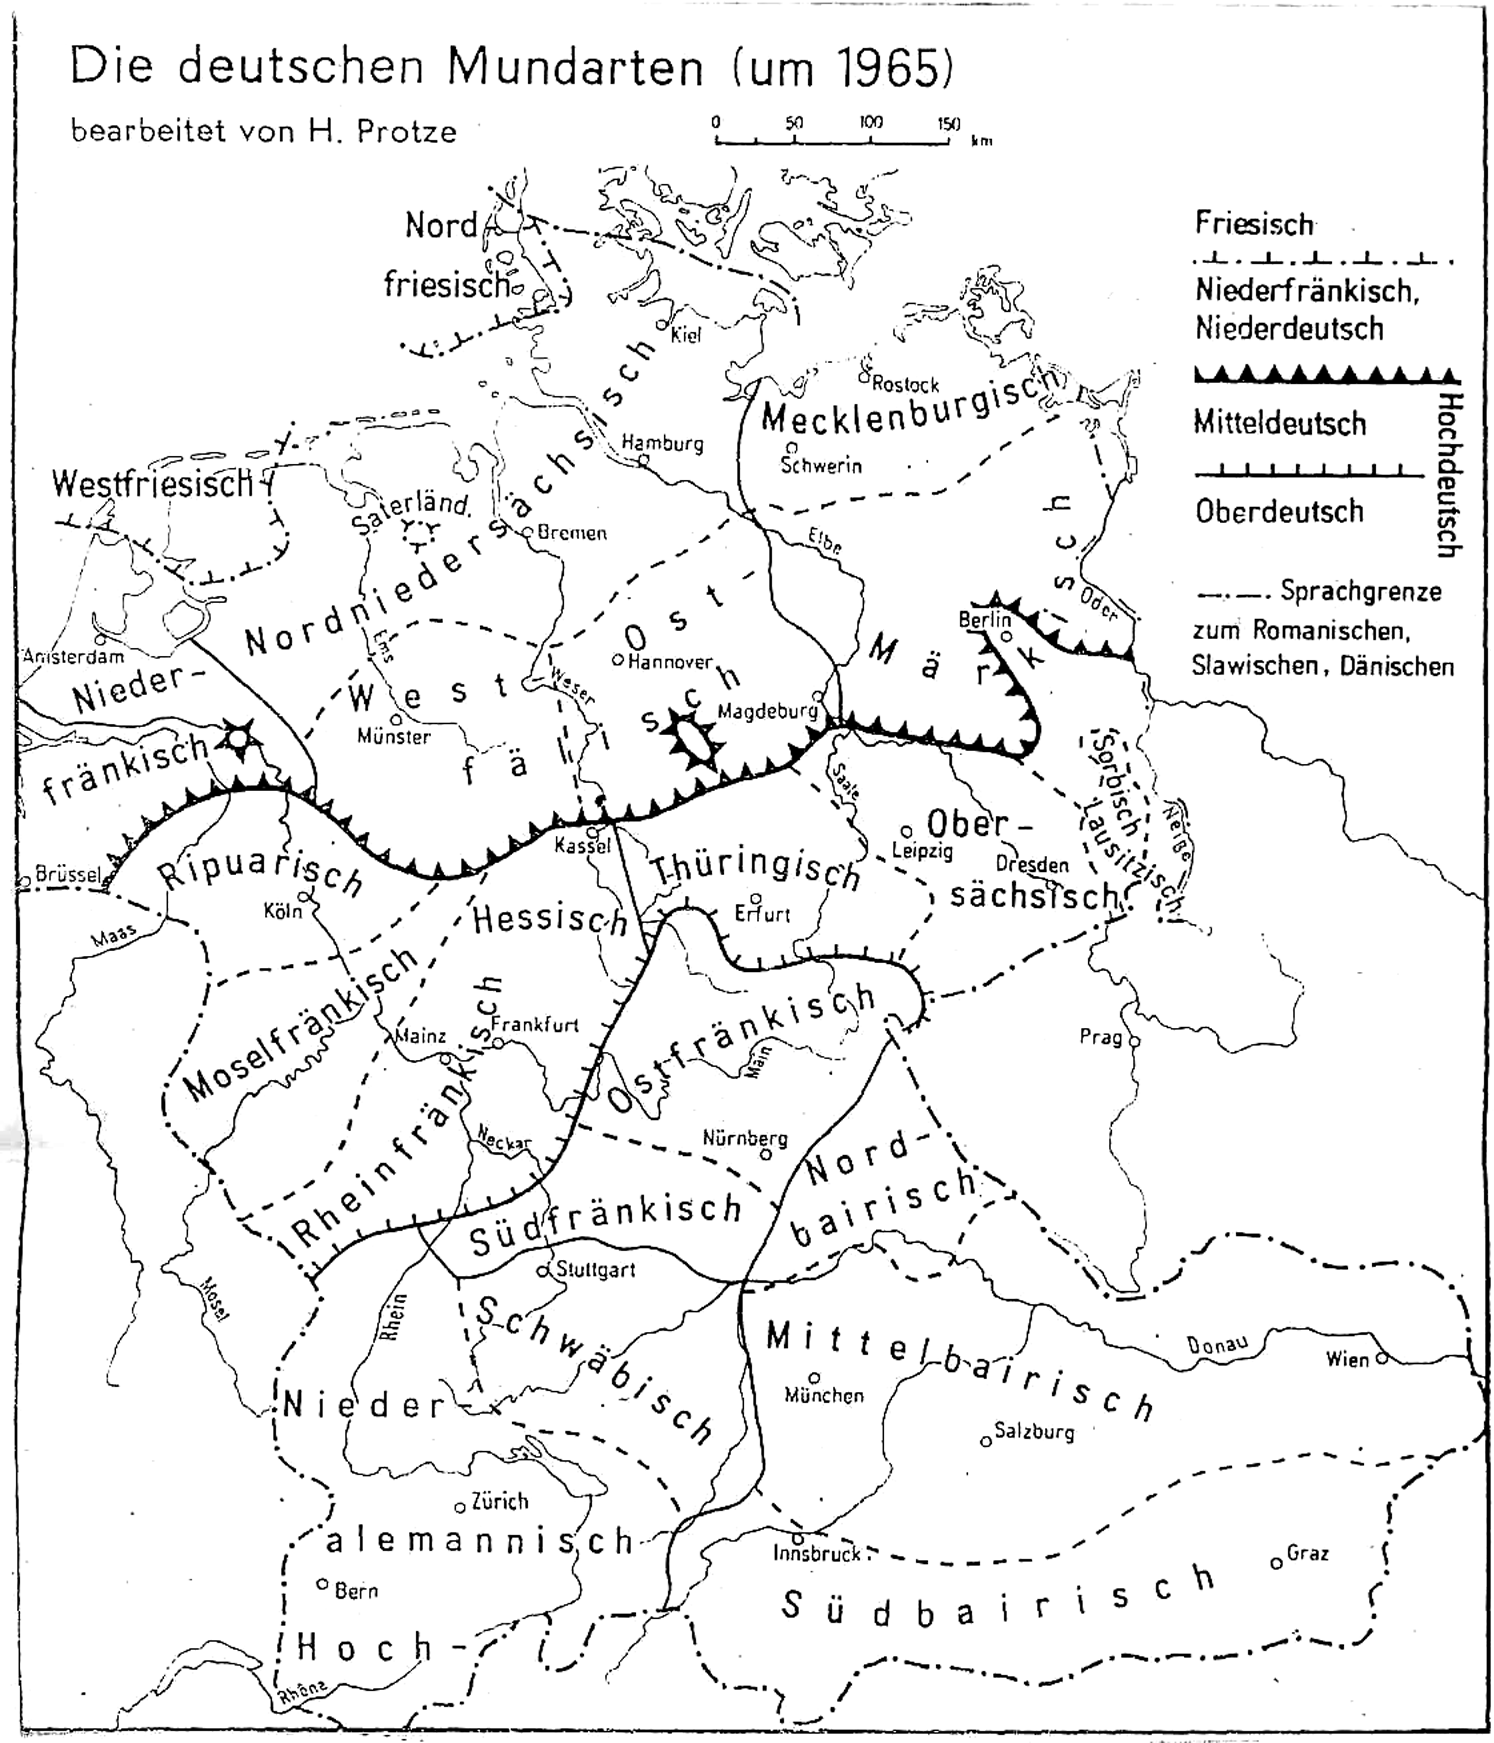 Die deutschen Mundarten (um 1965)
bearbeitet von H. Protze
0 50 100 150 km
Friesisch
Niederfränkisch,
Niederdeutsch
Mitteldeutsch
Oberdeutsch
Hochdeutsch
Sprachgrenze
zum Romanischen,
Slawischen, Dänischen
Nord
friesisch
Kiel
Rostock
Mecklenburgisch
Schwerin
Hamburg
Westfriesisch
Saterländ.
Bremen
Nordniedersächsisch
Elbe
Oder
Berlin
Märkisch
Amsterdam
Nieder-
fränkisch
Ems
Weser
Hannover
Ost-
West
fäli
sch
Münster
Magdeburg
Saale
Sorbisch
Lausitzisch
Neiße
Brüssel
Ripuarisch
Köln
Kassel
Thüringisch
Erfurt
Leipzig
Ober-
sächsisch
Dresden
Hessisch
Maas
Moselfränkisch
Mainz
Frankfurt
Rheinfränkisch
Ostfränkisch
Main
Prag
Neckar
Nürnberg
Nord-
bairisch
Südfränkisch
Stuttgart
Mosel
Rhein
Schwäbisch
Mittelbairisch
Donau
Wien
München
Salzburg
Nieder-
Zürich
alemannisch
Innsbruck
Graz
Bern
Südbairisch
Hoch-
Rhône